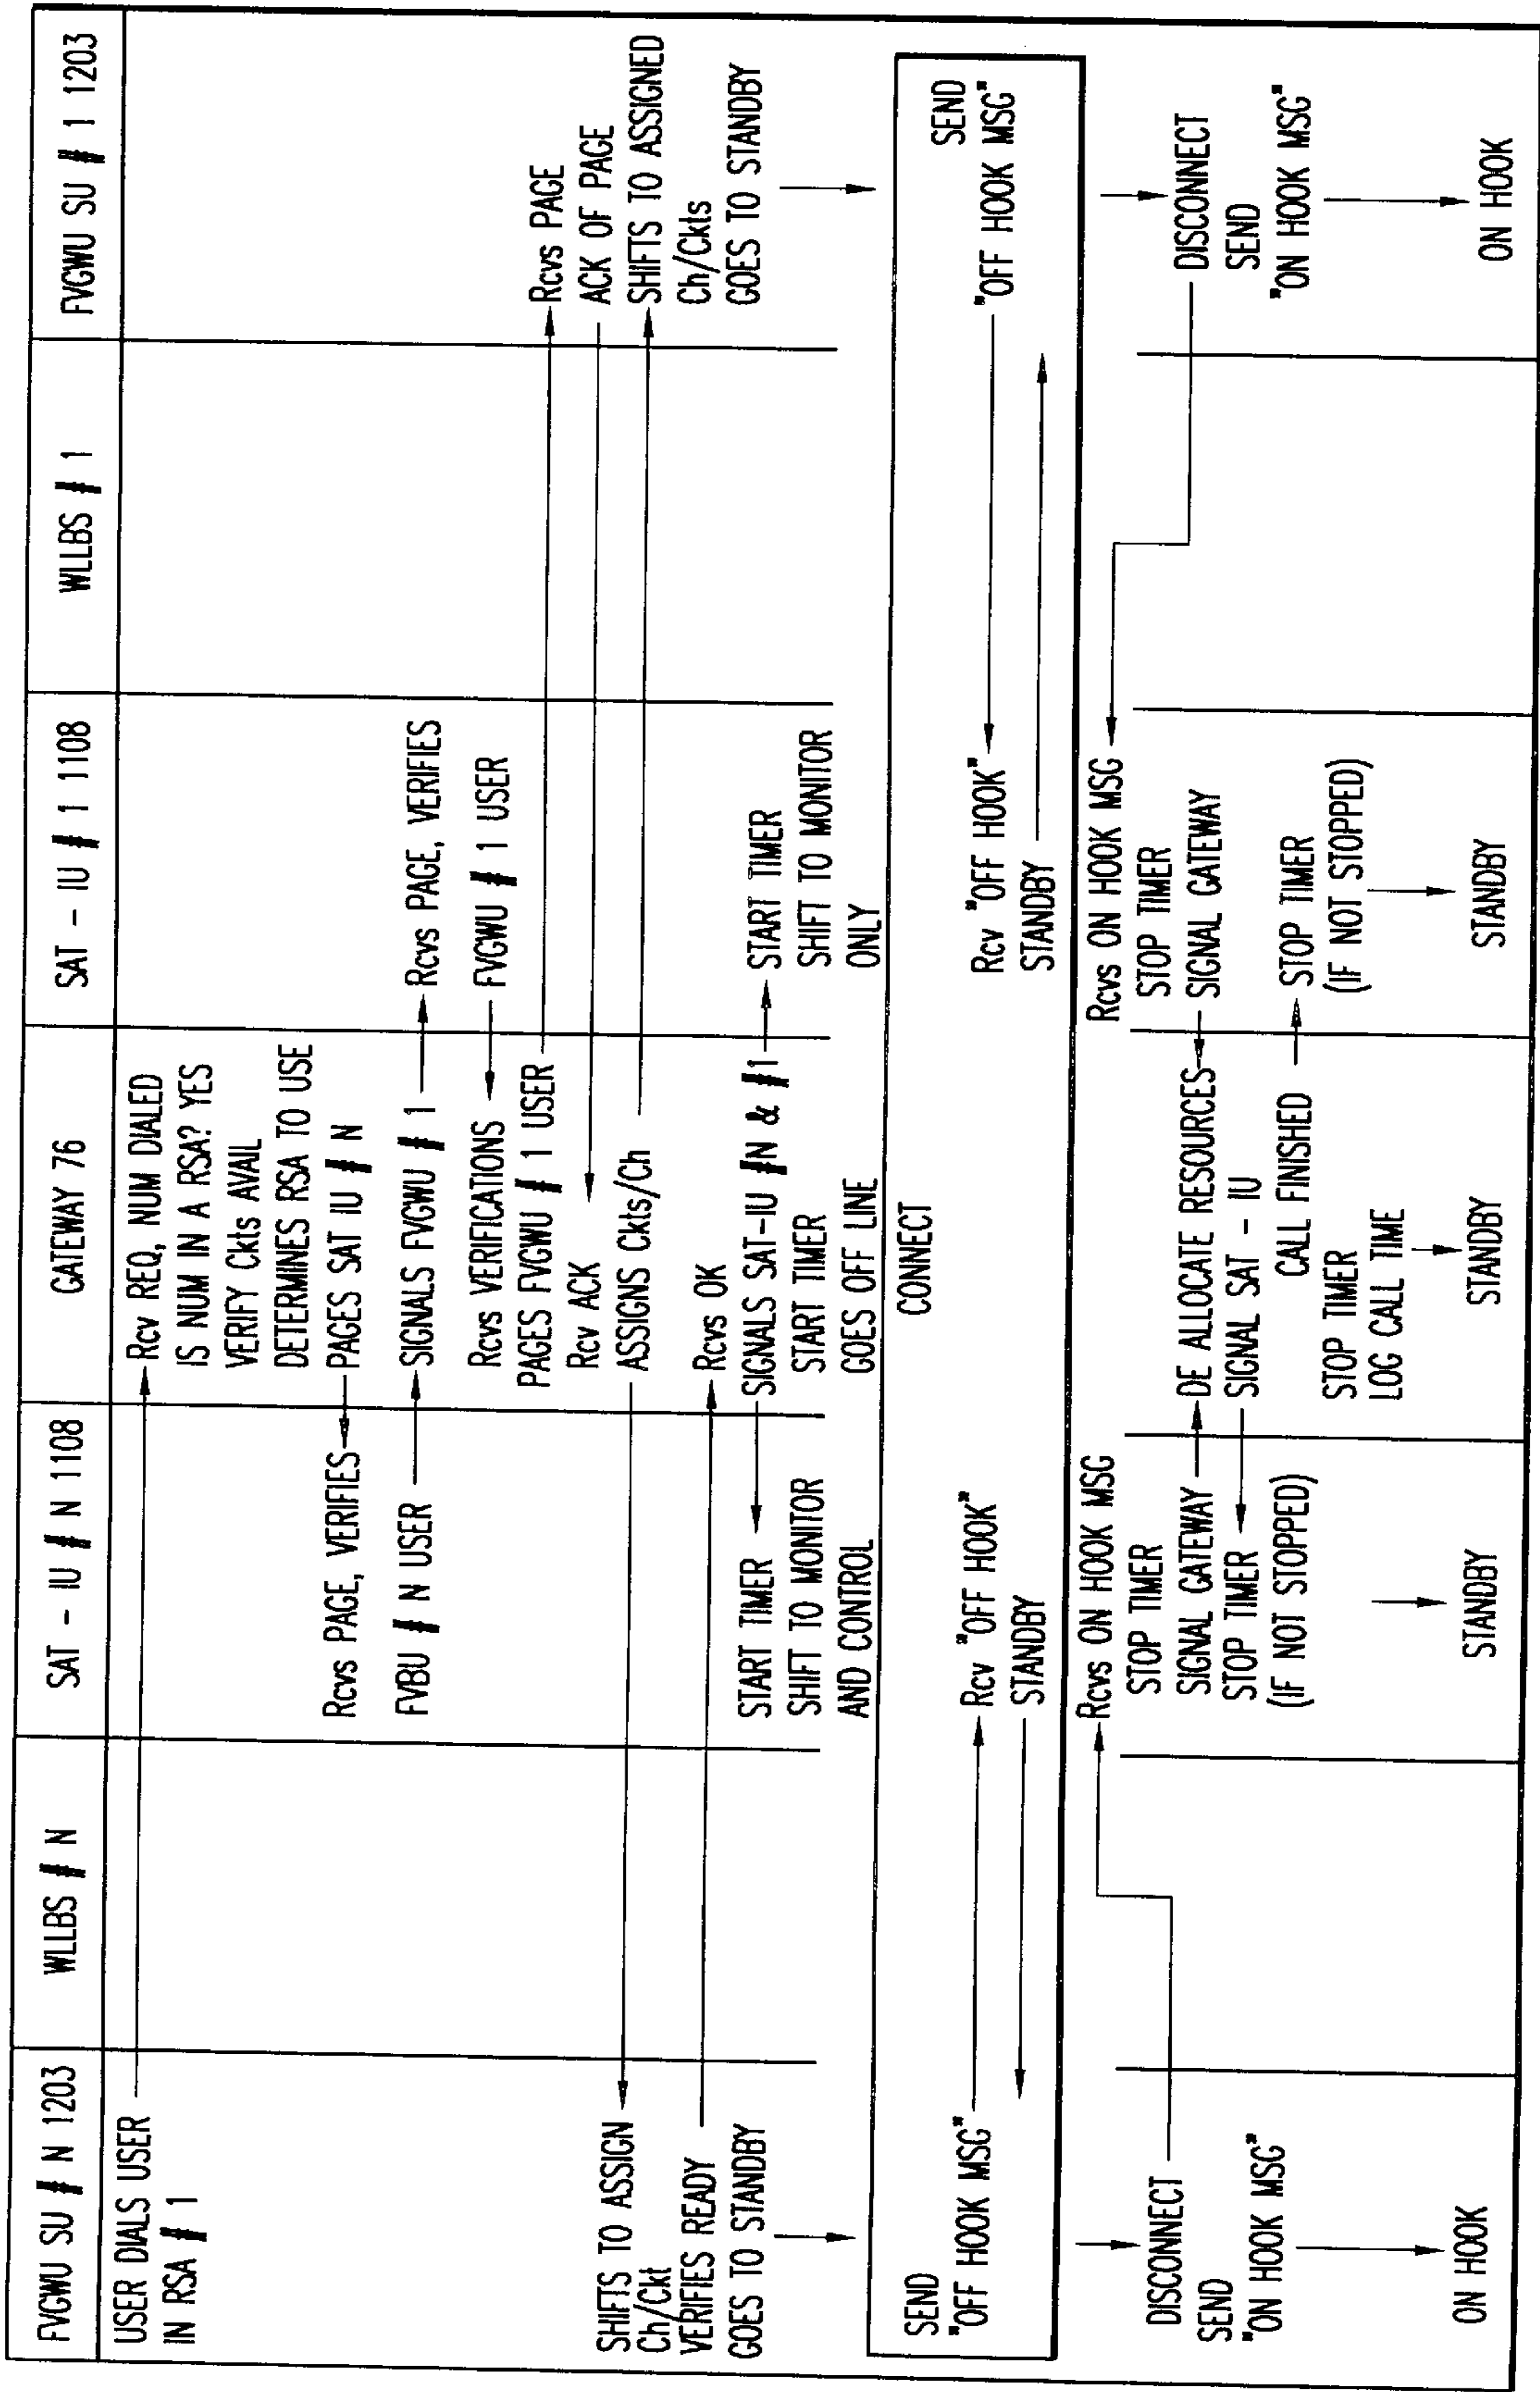 FVGWU SU # N 1203
WLLBS # N
SAT - IU # N 1108
GATEWAY 76
SAT - IU # 1 1108
WLLBS # 1
FVGWU SU # 1 1203
USER DIALS USER
IN RSA # 1
Rcv REQ, NUM DIALED
IS NUM IN A RSA? YES
VERIFY Ckts AVAIL
DETERMINES RSA TO USE
PAGES SAT IU # N
Rcvs PAGE, VERIFIES
FVBU # N USER
SIGNALS FVGWU # 1
Rcvs PAGE, VERIFIES
FVGWU # 1 USER
Rcvs VERIFICATIONS
PAGES FVGWU # 1 USER
Rcvs PAGE
Rcv ACK
ACK OF PAGE
ASSIGNS Ckts/Ch
SHIFTS TO ASSIGN
Ch/Ckt
VERIFIES READY
GOES TO STANDBY
SHIFTS TO ASSIGNED
Ch/Ckts
GOES TO STANDBY
Rcvs OK
SIGNALS SAT-IU #N & #1
START TIMER
GOES OFF LINE
START TIMER
SHIFT TO MONITOR
AND CONTROL
START TIMER
SHIFT TO MONITOR
ONLY
CONNECT
SEND
"OFF HOOK MSG"
Rcv "OFF HOOK"
STANDBY
Rcv "OFF HOOK"
STANDBY
SEND
"OFF HOOK MSG"
DISCONNECT
SEND
"ON HOOK MSG"
ON HOOK
Rcvs ON HOOK MSG
STOP TIMER
SIGNAL GATEWAY
STOP TIMER
(IF NOT STOPPED)
STANDBY
DE ALLOCATE RESOURCES
SIGNAL SAT - IU
CALL FINISHED
STOP TIMER
LOG CALL TIME
STANDBY
Rcvs ON HOOK MSG
STOP TIMER
SIGNAL GATEWAY
STOP TIMER
(IF NOT STOPPED)
STANDBY
DISCONNECT
SEND
"ON HOOK MSG"
ON HOOK